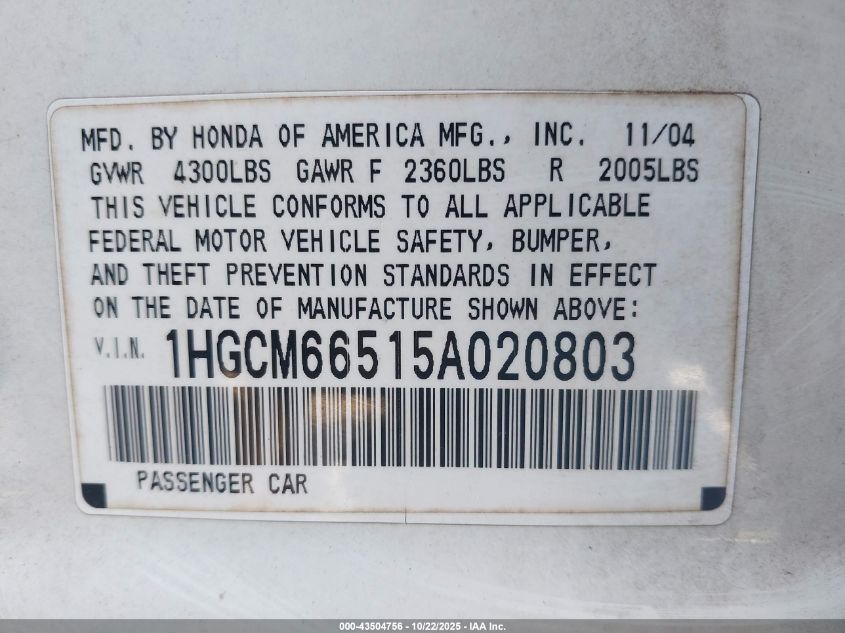 MFD. BY HONDA OF AMERICA MFG., INC. 11/04
GVWR 4300LBS GAWR F 2360LBS R 2005LBS
THIS VEHICLE CONFORMS TO ALL APPLICABLE
FEDERAL MOTOR VEHICLE SAFETY, BUMPER,
AND THEFT PREVENTION STANDARDS IN EFFECT
ON THE DATE OF MANUFACTURE SHOWN ABOVE:
V.I.N. 1HGCM66515A020803
PASSENGER CAR
000-43504756 - 10/22/2025 - IAA Inc.